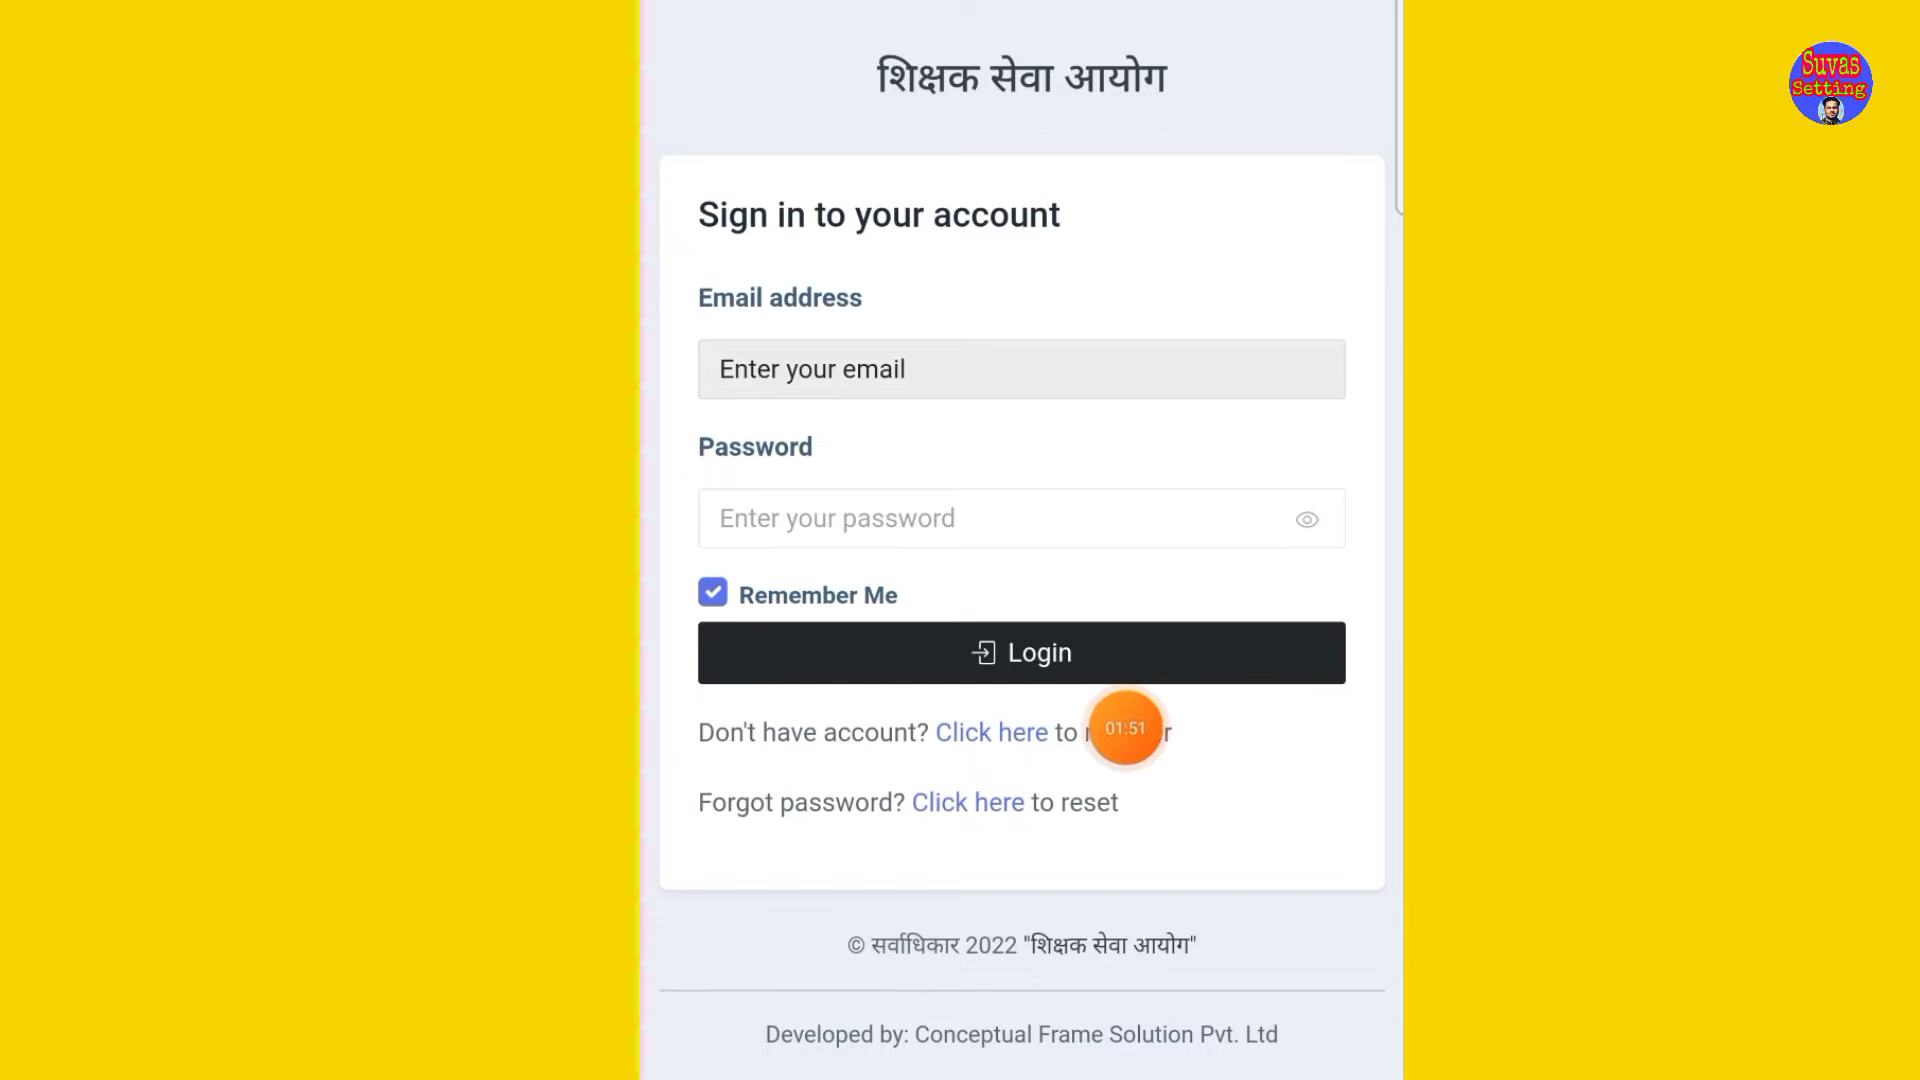 शिक्षक सेवा आयोग
Suvas
Setting
Sign in to your account
Email address
Enter your email
Password
Enter your password
Remember Me
Login
Don't have account? Click here to
01:51
Forgot password? Click here to reset
© सर्वाधिकार 2022 "शिक्षक सेवा आयोग"
Developed by: Conceptual Frame Solution Pvt. Ltd